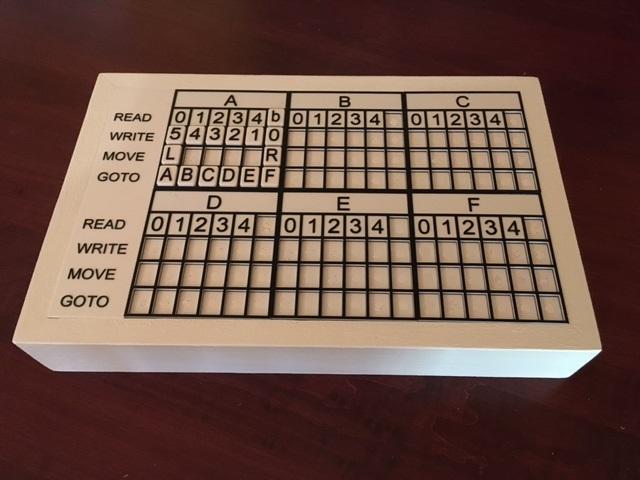 A B C
READ 0 1 2 3 4 b 0 1 2 3 4 0 1 2 3 4
WRITE 5 4 3 2 1 0
MOVE L R
GOTO A B C D E F
D E F
READ 0 1 2 3 4 0 1 2 3 4 0 1 2 3 4
WRITE
MOVE
GOTO